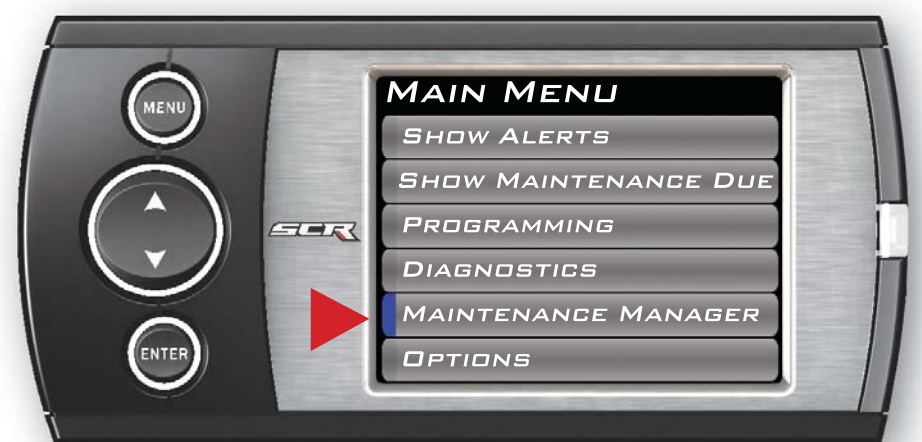 MENU
ENTER
SCR
MAIN MENU
SHOW ALERTS
SHOW MAINTENANCE DUE
PROGRAMMING
DIAGNOSTICS
MAINTENANCE MANAGER
OPTIONS